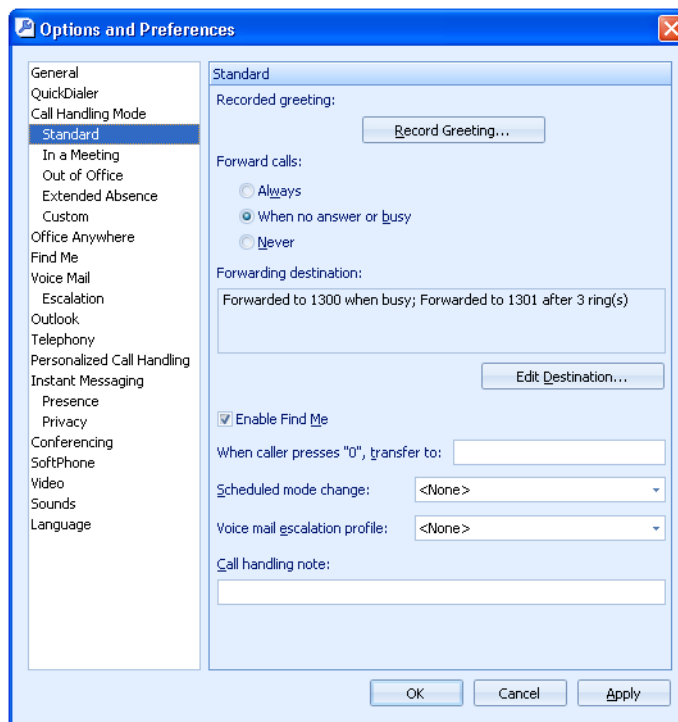 Options and Preferences
General
QuickDialer
Call Handling Mode
Standard
In a Meeting
Out of Office
Extended Absence
Custom
Office Anywhere
Find Me
Voice Mail
Escalation
Outlook
Telephony
Personalized Call Handling
Instant Messaging
Presence
Privacy
Conferencing
SoftPhone
Video
Sounds
Language
Standard
Recorded greeting:
Record Greeting...
Forward calls:
Always
When no answer or busy
Never
Forwarding destination:
Forwarded to 1300 when busy; Forwarded to 1301 after 3 ring(s)
Edit Destination...
Enable Find Me
When caller presses "0", transfer to:
Scheduled mode change: <None>
Voice mail escalation profile: <None>
Call handling note:
OK Cancel Apply